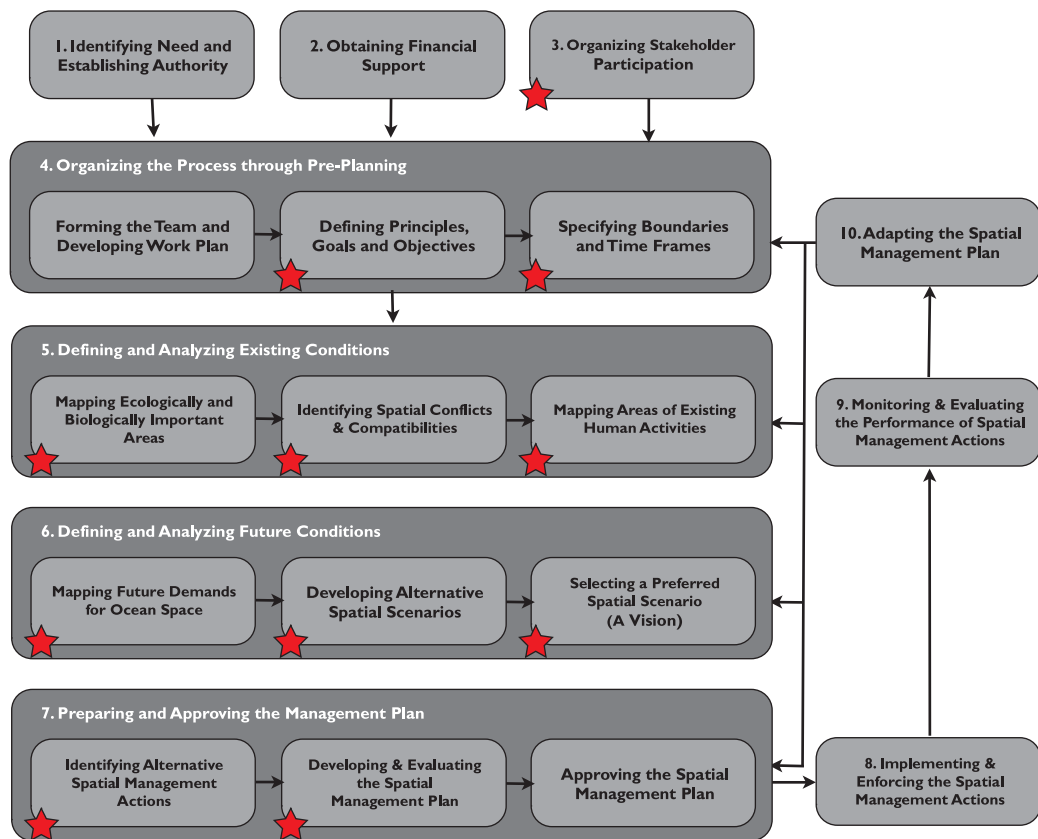 1. Identifying Need and
Establishing Authority
2. Obtaining Financial
Support
3. Organizing Stakeholder
Participation
4. Organizing the Process through Pre-Planning
Forming the Team and
Developing Work Plan
Defining Principles,
Goals and Objectives
Specifying Boundaries
and Time Frames
10. Adapting the Spatial
Management Plan
5. Defining and Analyzing Existing Conditions
Mapping Ecologically and
Biologically Important
Areas
Identifying Spatial Conflicts
& Compatibilities
Mapping Areas of Existing
Human Activities
9. Monitoring & Evaluating
the Performance of Spatial
Management Actions
6. Defining and Analyzing Future Conditions
Mapping Future Demands
for Ocean Space
Developing Alternative
Spatial Scenarios
Selecting a Preferred
Spatial Scenario
(A Vision)
7. Preparing and Approving the Management Plan
Identifying Alternative
Spatial Management
Actions
Developing & Evaluating
the Spatial
Management Plan
Approving the Spatial
Management Plan
8. Implementing &
Enforcing the Spatial
Management Actions